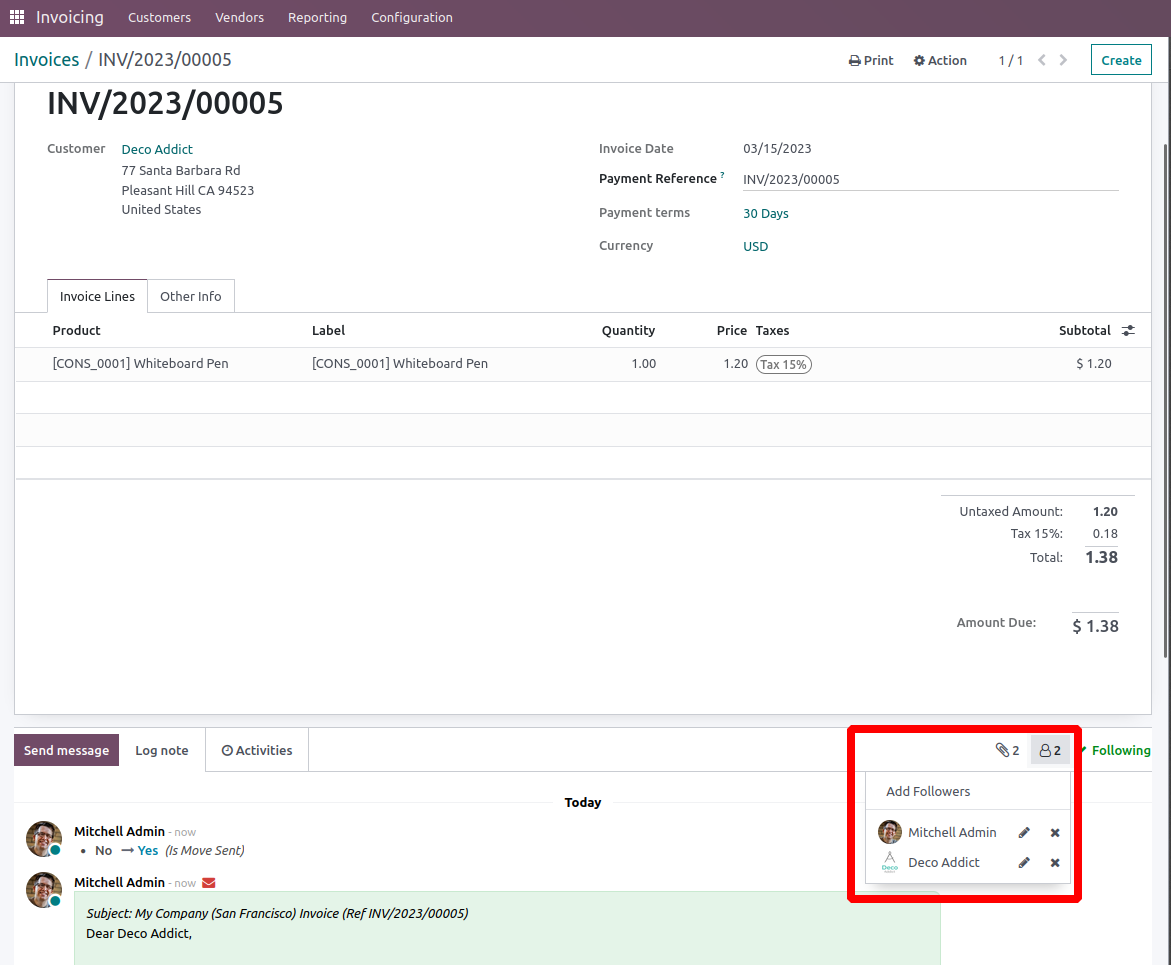 Invoicing Customers Vendors Reporting Configuration
Invoices / INV/2023/00005 Print Action 1 / 1 Create
INV/2023/00005
Customer Deco Addict
77 Santa Barbara Rd
Pleasant Hill CA 94523
United States
Invoice Date 03/15/2023
Payment Reference ? INV/2023/00005
Payment terms 30 Days
Currency USD
Invoice Lines Other Info
Product Label Quantity Price Taxes Subtotal
[CONS_0001] Whiteboard Pen [CONS_0001] Whiteboard Pen 1.00 1.20 Tax 15% $ 1.20
Untaxed Amount: 1.20
Tax 15%: 0.18
Total: 1.38
Amount Due: $ 1.38
Send message Log note Activities 2 2 Following
Add Followers
Mitchell Admin
Deco Addict
Today
Mitchell Admin - now
• No → Yes (Is Move Sent)
Mitchell Admin - now
Subject: My Company (San Francisco) Invoice (Ref INV/2023/00005)
Dear Deco Addict,